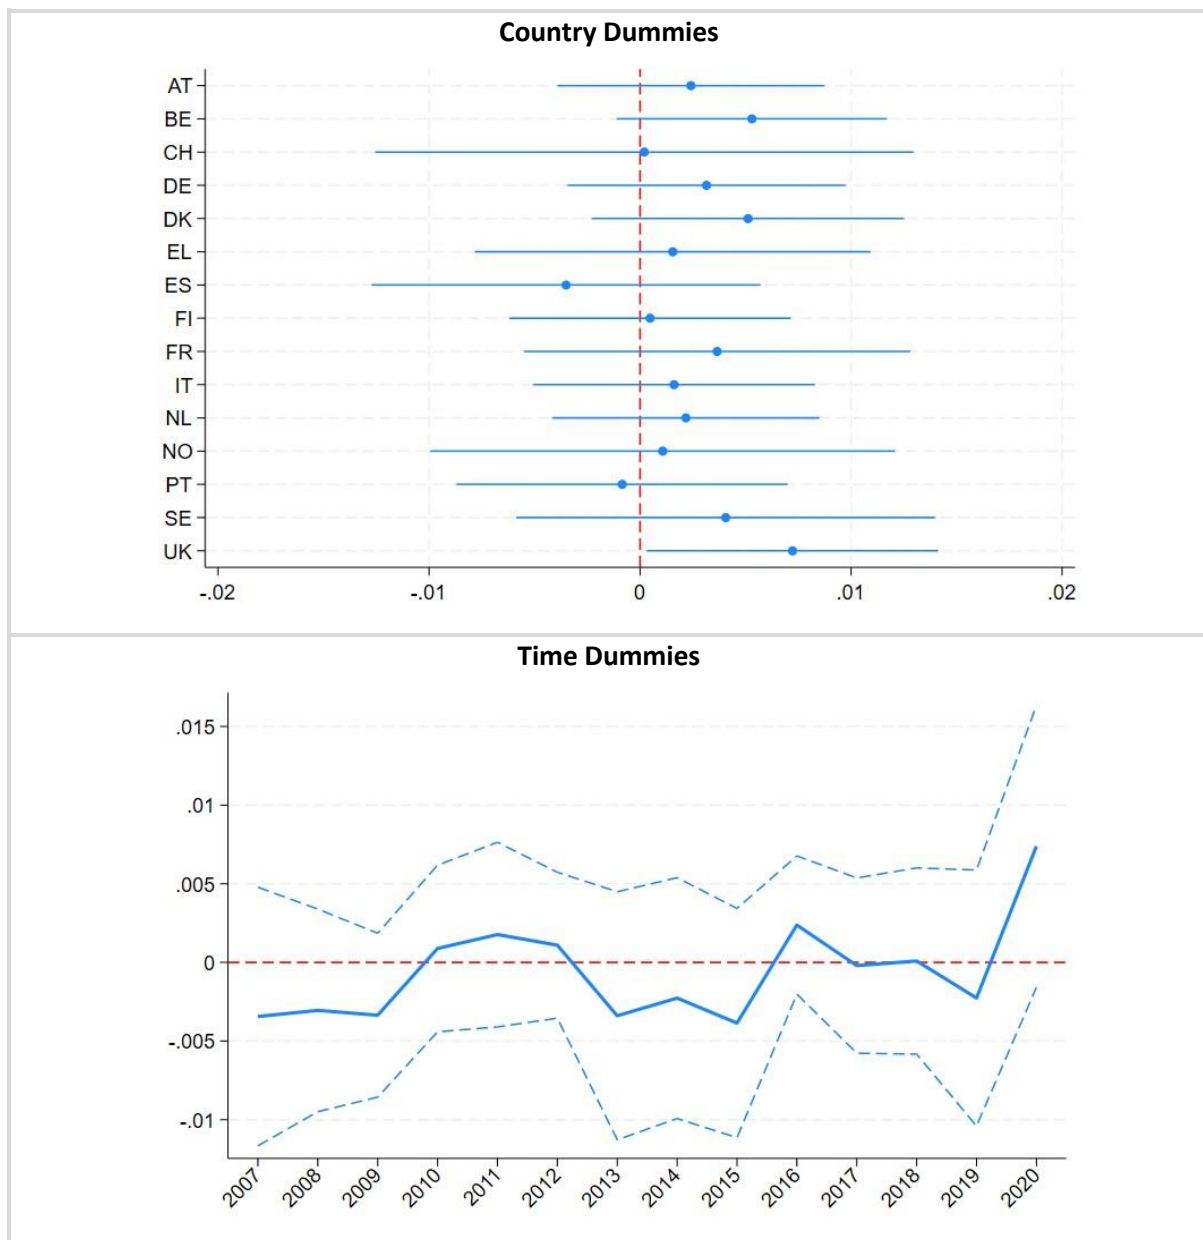 Country Dummies
AT
BE
CH
DE
DK
EL
ES
FI
FR
IT
NL
NO
PT
SE
UK
-.02 -.01 0 .01 .02
Time Dummies
.015
.01
.005
0
-.005
-.01
2007 2008 2009 2010 2011 2012 2013 2014 2015 2016 2017 2018 2019 2020